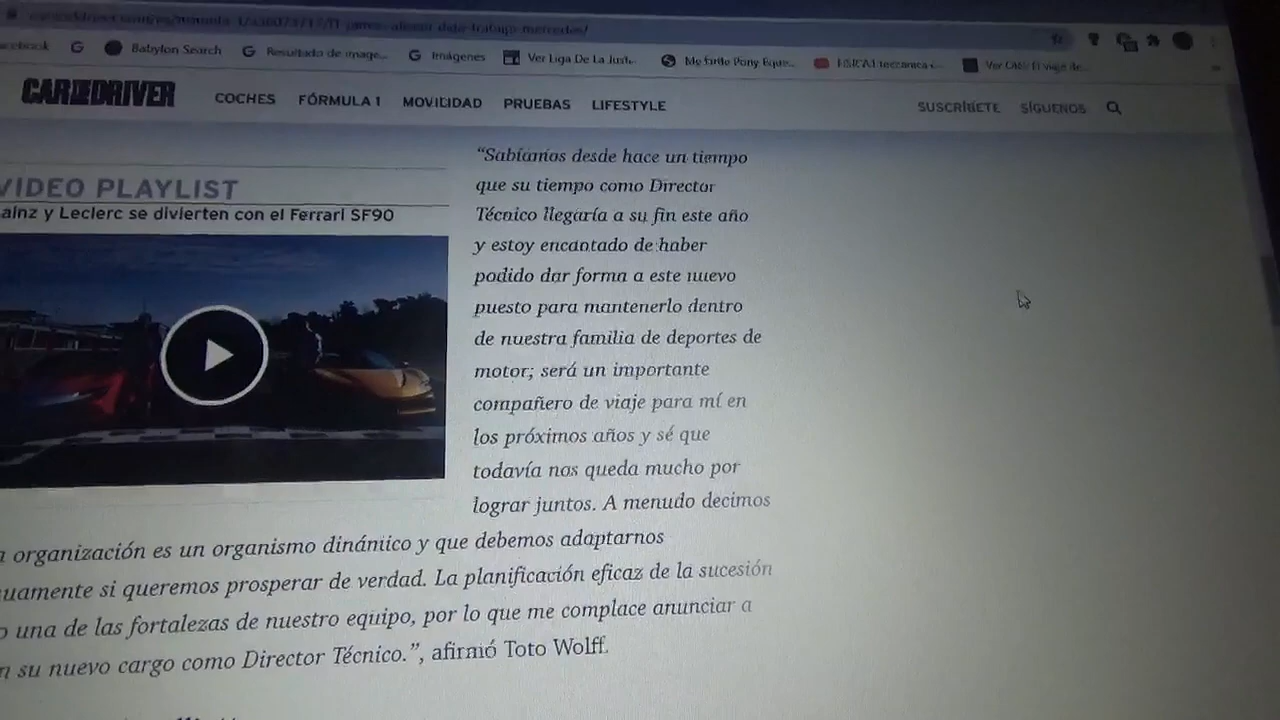 Babylon Search
Resultado de image...
Imágenes
Ver Liga De La Just...
CAR AND DRIVER
COCHES FÓRMULA 1 MOVILIDAD PRUEBAS LIFESTYLE
SUSCRÍBETE SÍGUENOS
VIDEO PLAYLIST
ainz y Leclerc se divierten con el Ferrari SF90
“Sabíamos desde hace un tiempo
que su tiempo como Director
Técnico llegaría a su fin este año
y estoy encantado de haber
podido dar forma a este nuevo
puesto para mantenerlo dentro
de nuestra familia de deportes de
motor; será un importante
compañero de viaje para mí en
los próximos años y sé que
todavía nos queda mucho por
lograr juntos. A menudo decimos
organización es un organismo dinámico y que debemos adaptarnos
uamente si queremos prosperar de verdad. La planificación eficaz de la sucesión
una de las fortalezas de nuestro equipo, por lo que me complace anunciar a
n su nuevo cargo como Director Técnico.”, afirmó Toto Wolff.